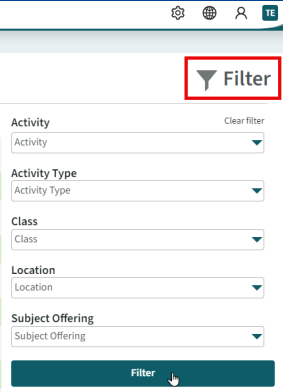 TE
Filter
Activity Clear filter
Activity
Activity Type
Activity Type
Class
Class
Location
Location
Subject Offering
Subject Offering
Filter